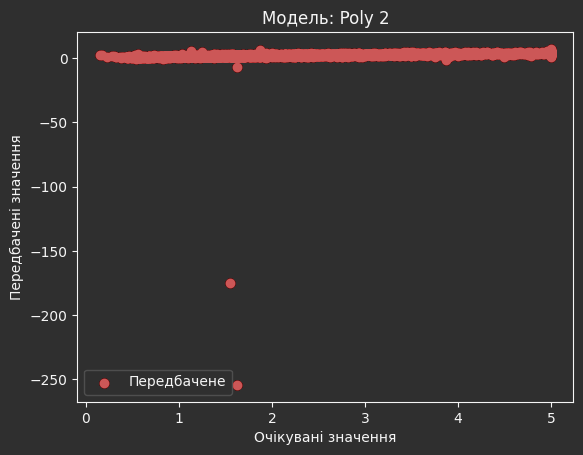 Модель: Poly 2
Передбачені значення
0
−50
−100
−150
−200
−250
Передбачене
0 1 2 3 4 5
Очікувані значення